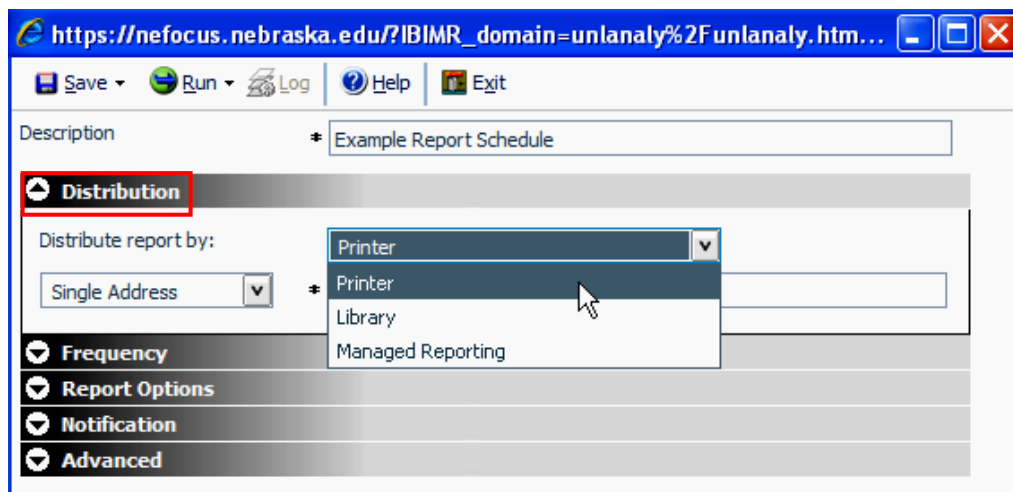 https://nefocus.nebraska.edu/?IBIMR_domain=unlanaly%2Funlanaly.htm...
Save Run Log Help Exit
Description * Example Report Schedule
Distribution
Distribute report by: Printer
Single Address * Printer
Library
Managed Reporting
Frequency
Report Options
Notification
Advanced